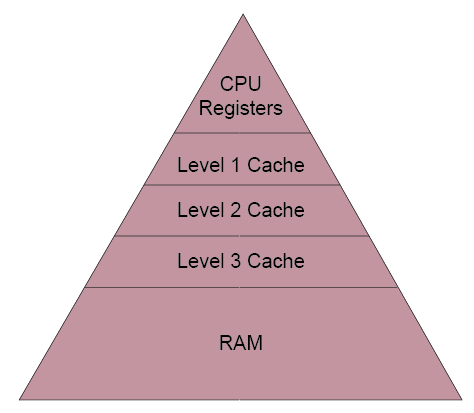 CPU
Registers
Level 1 Cache
Level 2 Cache
Level 3 Cache
RAM